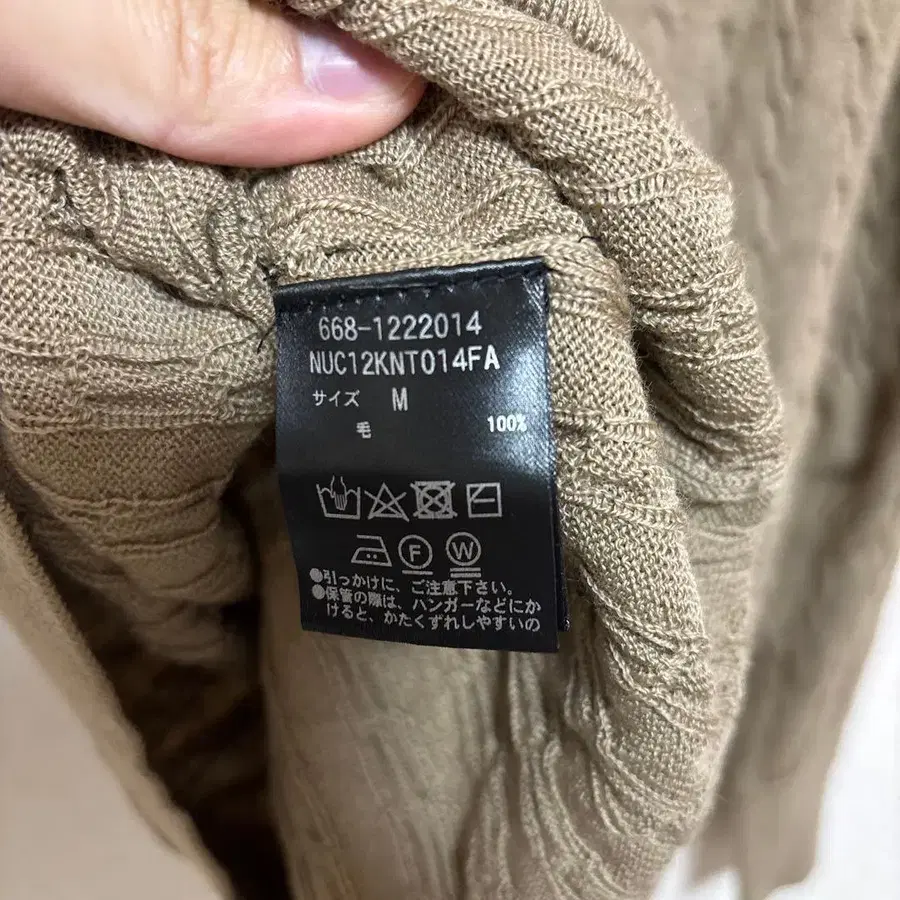 668-1222014
NUC12KNT014FA
サイズ M
毛 100%
F W
●引っかけに、ご注意下さい。
●保管の際は、ハンガーなどにか
けると、かたくずれしやすいの